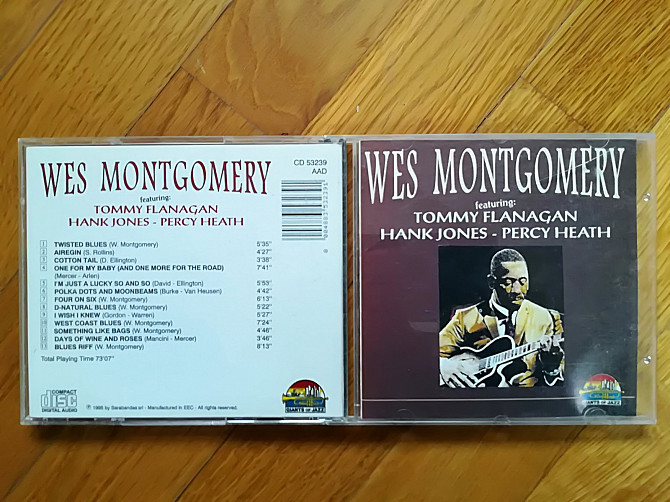 WES MONTGOMERY
featuring:
TOMMY FLANAGAN
HANK JONES - PERCY HEATH
CD 53239
AAD
1 TWISTED BLUES (W. Montgomery) 5'35"
2 AIREGIN (S. Rollins) 4'27"
3 COTTON TAIL (D. Ellington) 3'38"
4 ONE FOR MY BABY (AND ONE MORE FOR THE ROAD) 7'41"
(Mercer - Arlen)
5 I'M JUST A LUCKY SO AND SO (David - Ellington) 5'53"
6 POLKA DOTS AND MOONBEAMS (Burke - Van Heusen) 4'42"
7 FOUR ON SIX (W. Montgomery) 6'13"
8 D-NATURAL BLUES (W. Montgomery) 5'22"
9 I WISH I KNEW (Gordon - Warren) 5'27"
10 WEST COAST BLUES (W. Montgomery) 7'24"
11 SOMETHING LIKE BAGS (W. Montgomery) 4'46"
12 DAYS OF WINE AND ROSES (Mancini - Mercer) 3'46"
13 BLUES RIFF (W. Montgomery) 8'13"
Total Playing Time 73'07"
COMPACT
disc
DIGITAL AUDIO
℗ 1995 by Sarabandas srl - Manufactured in EEC - All rights reserved.
GIANTS OF JAZZ
WES MONTGOMERY
featuring:
TOMMY FLANAGAN
HANK JONES - PERCY HEATH
GIANTS OF JAZZ